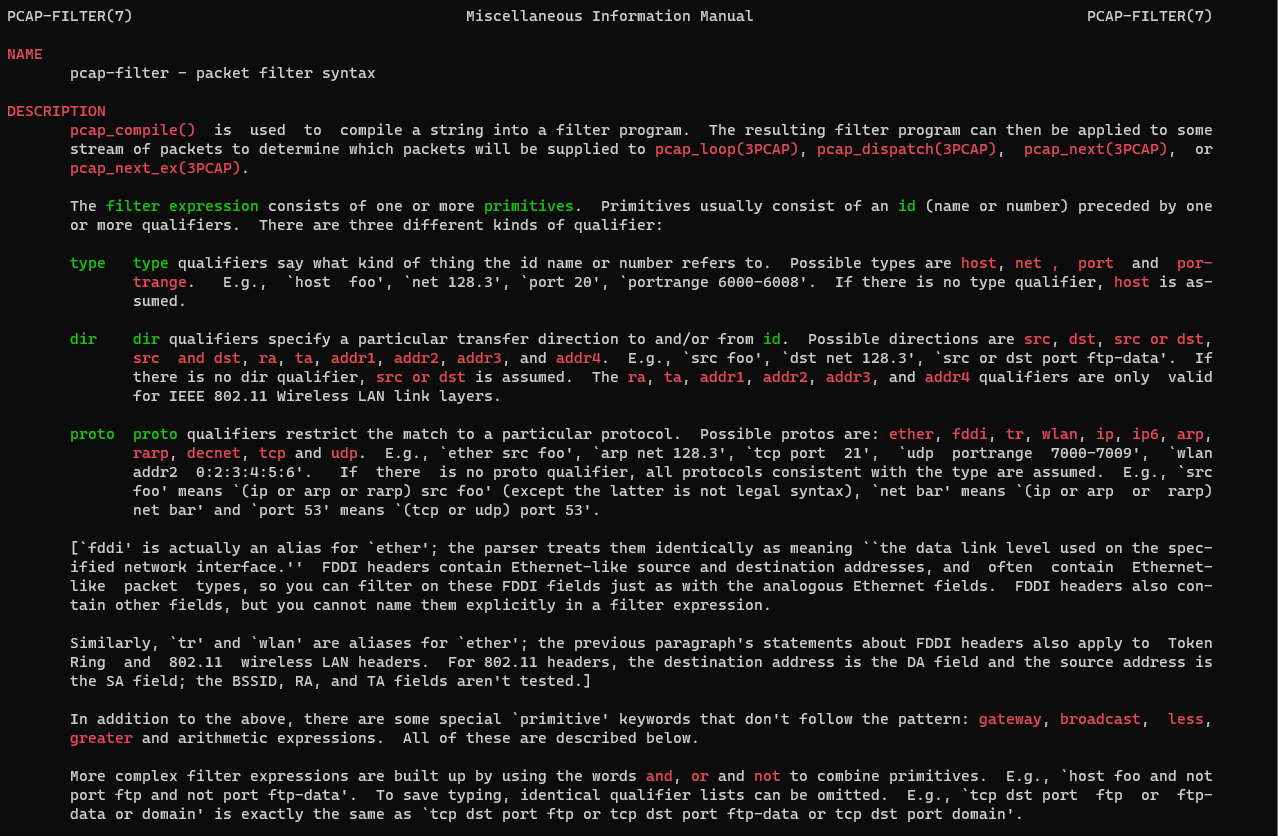 PCAP-FILTER(7)                                     Miscellaneous Information Manual                                     PCAP-FILTER(7)
NAME
pcap-filter - packet filter syntax
DESCRIPTION
pcap_compile()  is  used  to  compile a string into a filter program.  The resulting filter program can then be applied to some
stream of packets to determine which packets will be supplied to pcap_loop(3PCAP), pcap_dispatch(3PCAP),  pcap_next(3PCAP),  or
pcap_next_ex(3PCAP).
The filter expression consists of one or more primitives.  Primitives usually consist of an id (name or number) preceded by one
or more qualifiers.  There are three different kinds of qualifier:
type   type qualifiers say what kind of thing the id name or number refers to.  Possible types are host, net ,  port  and  por-
trange.   E.g.,  `host  foo', `net 128.3', `port 20', `portrange 6000-6008'.  If there is no type qualifier, host is as-
sumed.
dir    dir qualifiers specify a particular transfer direction to and/or from id.  Possible directions are src, dst, src or dst,
src  and dst, ra, ta, addr1, addr2, addr3, and addr4.  E.g., `src foo', `dst net 128.3', `src or dst port ftp-data'.  If
there is no dir qualifier, src or dst is assumed.  The ra, ta, addr1, addr2, addr3, and addr4 qualifiers are only  valid
for IEEE 802.11 Wireless LAN link layers.
proto  proto qualifiers restrict the match to a particular protocol.  Possible protos are: ether, fddi, tr, wlan, ip, ip6, arp,
rarp, decnet, tcp and udp.  E.g., `ether src foo', `arp net 128.3', `tcp port  21',  `udp  portrange  7000-7009',  `wlan
addr2  0:2:3:4:5:6'.   If  there  is no proto qualifier, all protocols consistent with the type are assumed.  E.g., `src
foo' means `(ip or arp or rarp) src foo' (except the latter is not legal syntax), `net bar' means `(ip or arp  or  rarp)
net bar' and `port 53' means `(tcp or udp) port 53'.
[`fddi' is actually an alias for `ether'; the parser treats them identically as meaning ``the data link level used on the spec-
ified network interface.''  FDDI headers contain Ethernet-like source and destination addresses, and  often  contain  Ethernet-
like  packet  types, so you can filter on these FDDI fields just as with the analogous Ethernet fields.  FDDI headers also con-
tain other fields, but you cannot name them explicitly in a filter expression.
Similarly, `tr' and `wlan' are aliases for `ether'; the previous paragraph's statements about FDDI headers also apply to  Token
Ring  and  802.11  wireless LAN headers.  For 802.11 headers, the destination address is the DA field and the source address is
the SA field; the BSSID, RA, and TA fields aren't tested.]
In addition to the above, there are some special `primitive' keywords that don't follow the pattern: gateway, broadcast,  less,
greater and arithmetic expressions.  All of these are described below.
More complex filter expressions are built up by using the words and, or and not to combine primitives.  E.g., `host foo and not
port ftp and not port ftp-data'.  To save typing, identical qualifier lists can be omitted.  E.g., `tcp dst port  ftp  or  ftp-
data or domain' is exactly the same as `tcp dst port ftp or tcp dst port ftp-data or tcp dst port domain'.